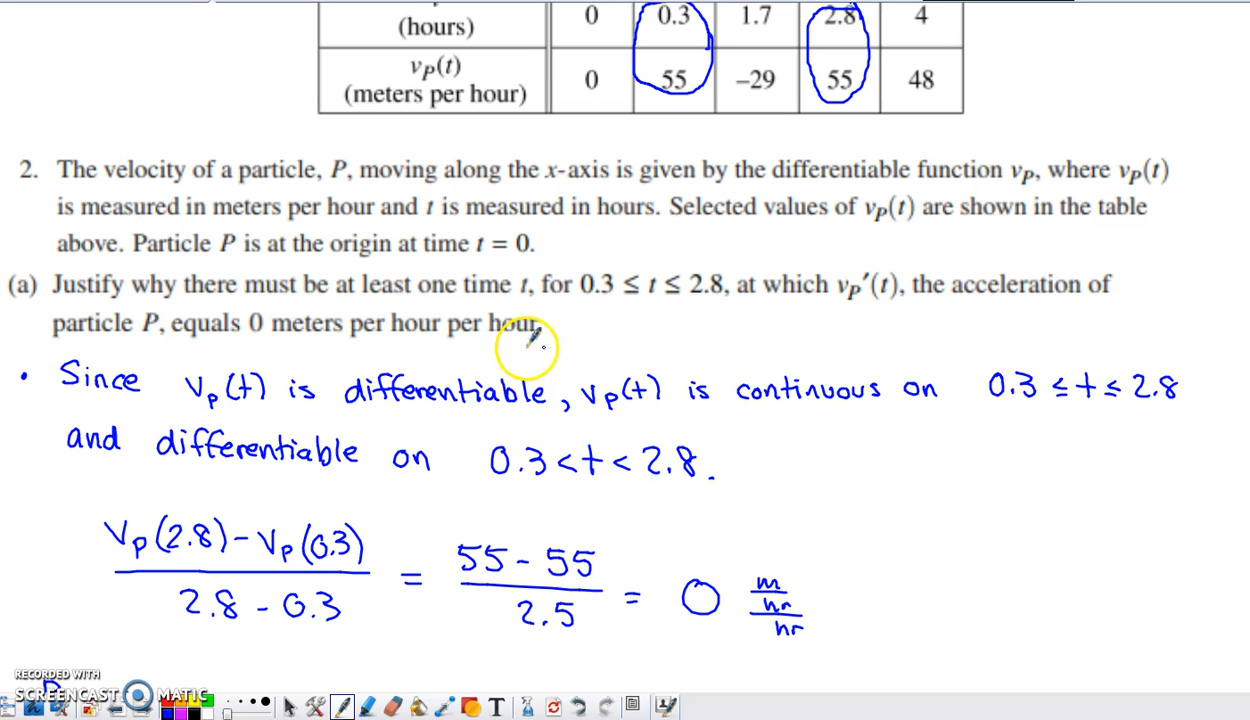 (hours) 0 0.3 1.7 2.8 4
vP(t)
(meters per hour) 0 55 –29 55 48
2. The velocity of a particle, P, moving along the x-axis is given by the differentiable function vP, where vP(t)
is measured in meters per hour and t is measured in hours. Selected values of vP(t) are shown in the table
above. Particle P is at the origin at time t = 0.
(a) Justify why there must be at least one time t, for 0.3 ≤ t ≤ 2.8, at which vP′(t), the acceleration of
particle P, equals 0 meters per hour per hour.
• Since Vp(t) is differentiable, Vp(t) is continuous on 0.3 ≤ t ≤ 2.8
and differentiable on 0.3 < t < 2.8.
Vp(2.8) - Vp(0.3) / 2.8 - 0.3 = 55 - 55 / 2.5 = 0 m/hr/hr
RECORDED WITH
SCREENCAST MATIC
T